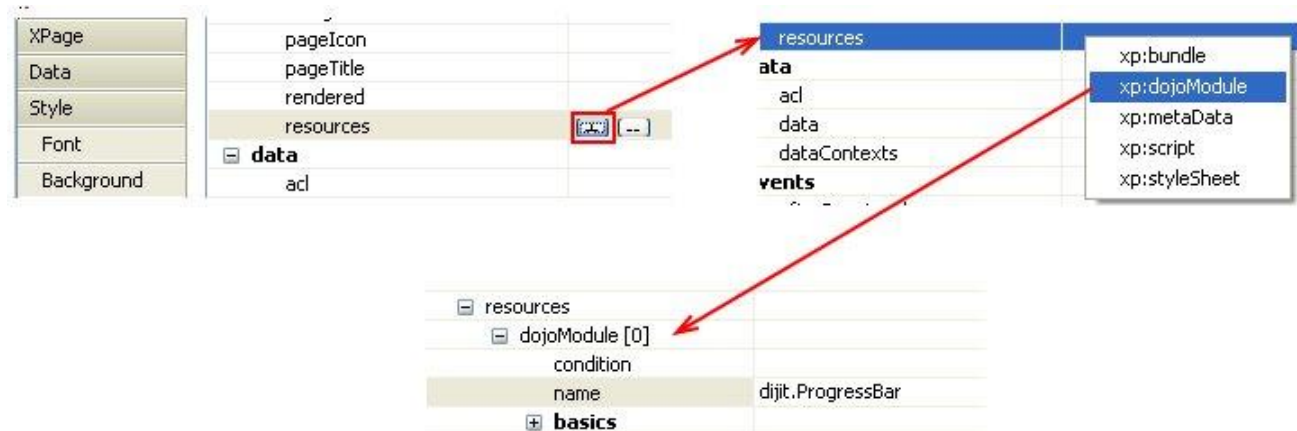 XPage
Data
Style
Font
Background
pageIcon
pageTitle
rendered
resources
data
acl
resources
ata
acl
data
dataContexts
vents
xp:bundle
xp:dojoModule
xp:metaData
xp:script
xp:styleSheet
resources
dojoModule [0]
condition
name dijit.ProgressBar
basics